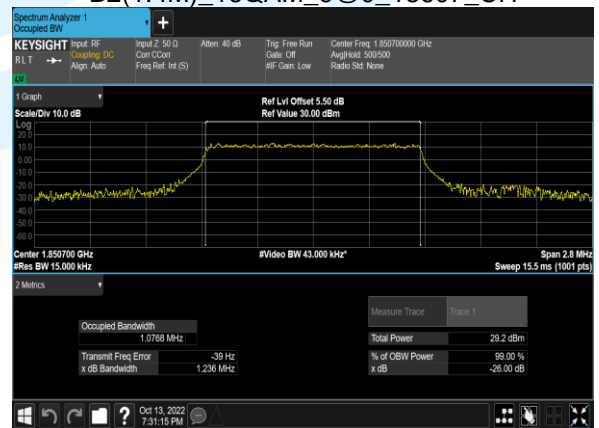 Spectrum Analyzer 1
Occupied BW
KEYSIGHT
Input: RF
Input Z: 50 Ω
Atten: 40 dB
Trig: Free Run
Center Freq: 1.850700000 GHz
RLT
Coupling: DC
Corr CCorr
Gate: Off
Avg|Hold: 500/500
Align: Auto
Freq Ref: Int (S)
#IF Gain: Low
Radio Std: None
1 Graph
Scale/Div 10.0 dB
Ref Lvl Offset 5.50 dB
Ref Value 30.00 dBm
Log
20.0
10.0
0.00
-10.0
-20.0
-30.0
-40.0
-50.0
-60.0
Center 1.850700 GHz
#Video BW 43.000 kHz*
Span 2.8 MHz
#Res BW 15.000 kHz
Sweep 15.5 ms (1001 pts)
2 Metrics
Measure Trace
Trace 1
Occupied Bandwidth
1.0768 MHz
Total Power
29.2 dBm
Transmit Freq Error
-39 Hz
% of OBW Power
99.00 %
x dB Bandwidth
1.236 MHz
x dB
-26.00 dB
Oct 13, 2022
7:31:15 PM